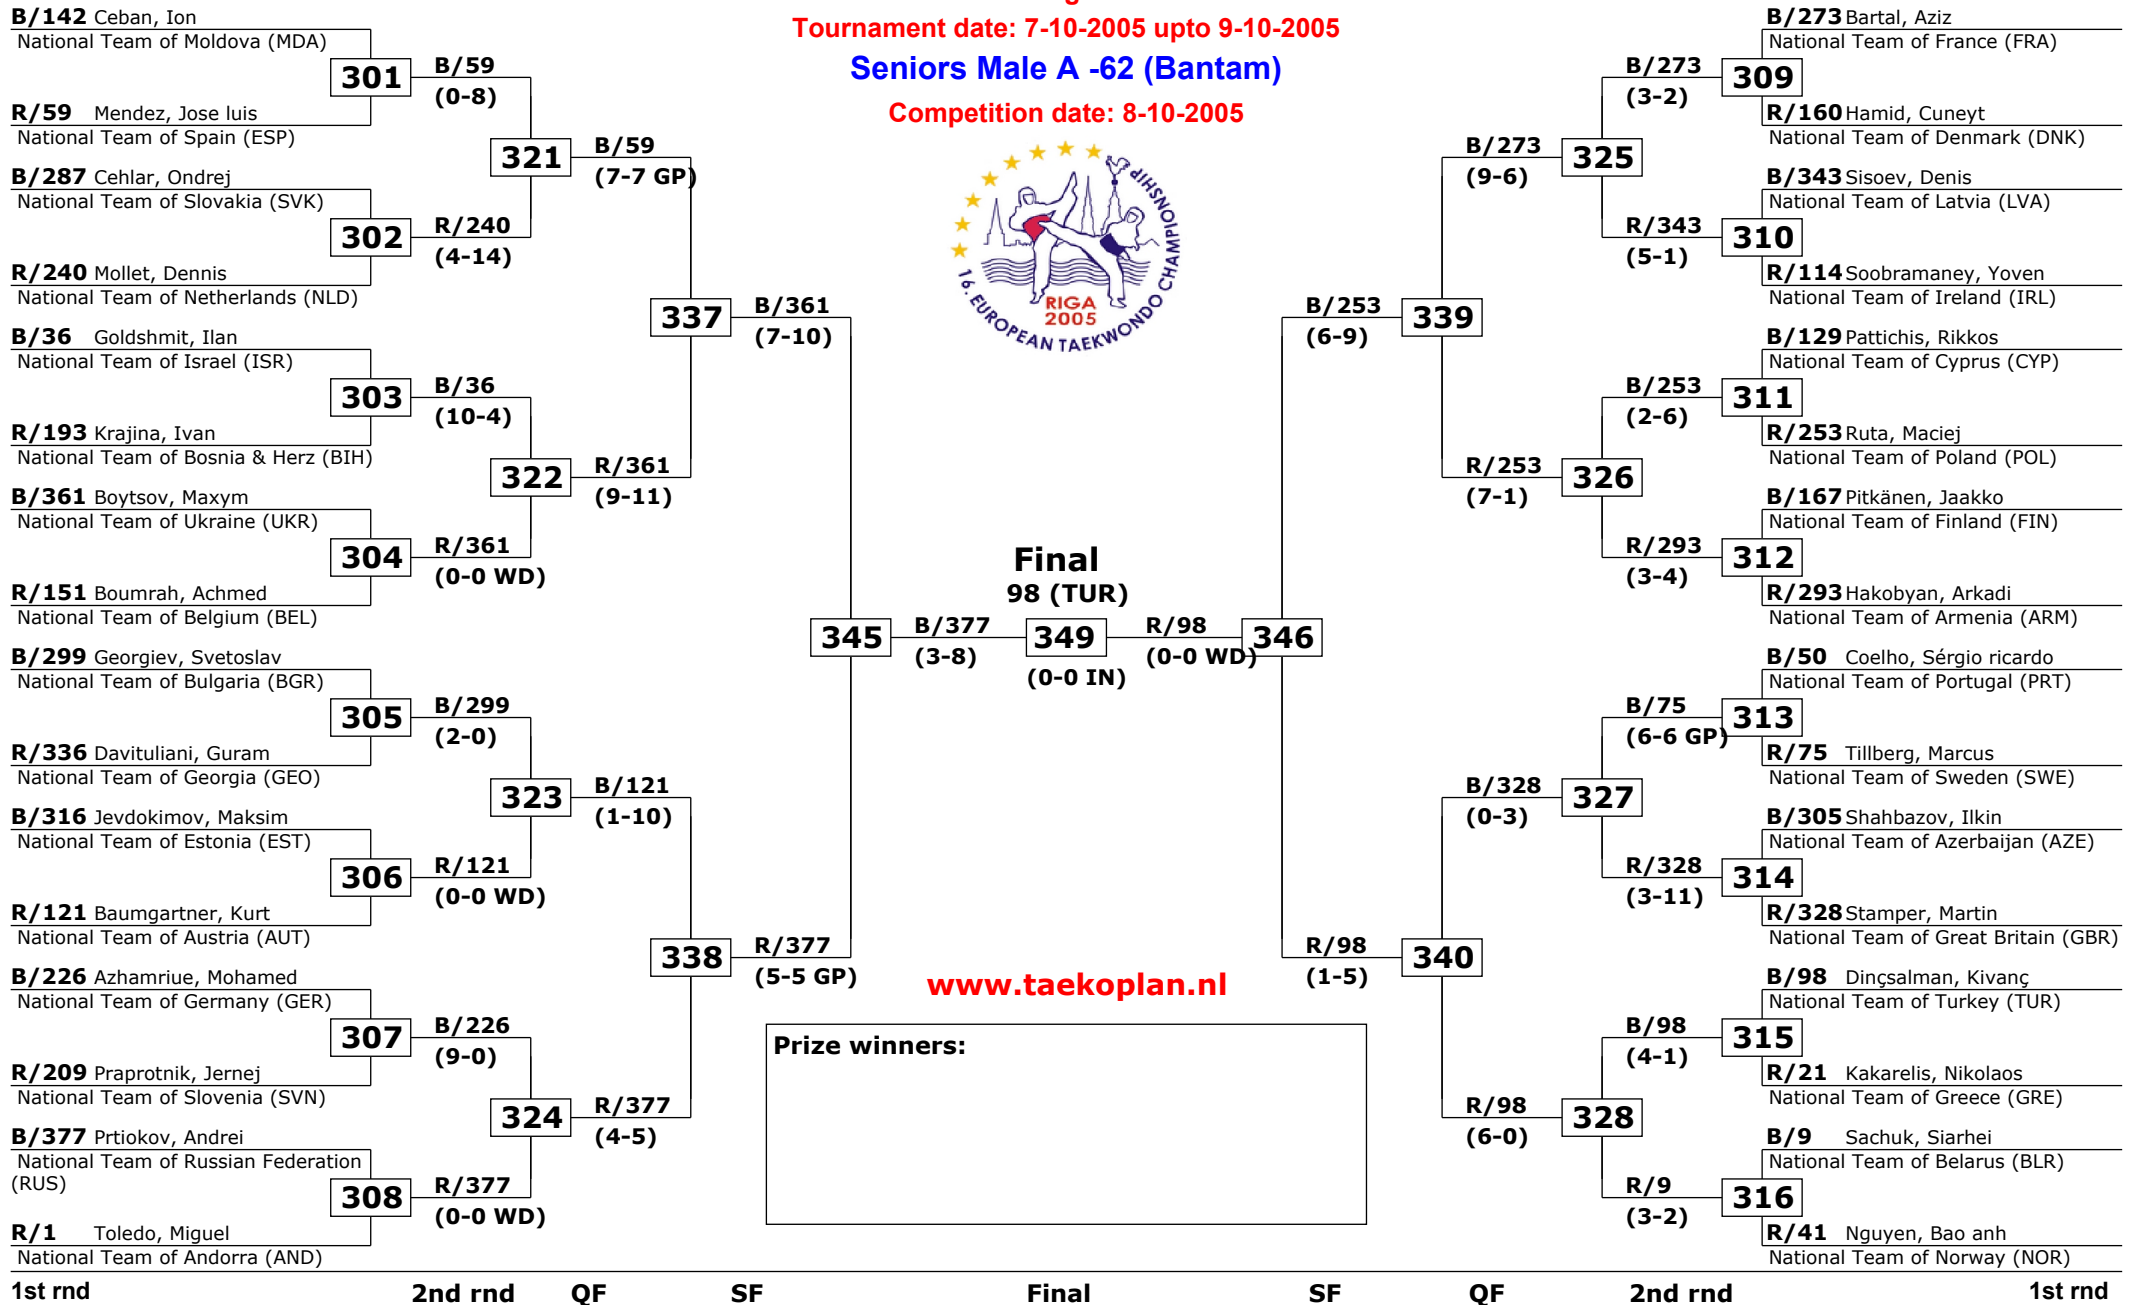 Tournament date: 7-10-2005 upto 9-10-2005
Seniors Male A -62 (Bantam)
Competition date: 8-10-2005
16. EUROPEAN TAEKWONDO CHAMPIONSHIP
RIGA
2005
B/142 Ceban, Ion
National Team of Moldova (MDA)
301
R/59 Mendez, Jose luis
National Team of Spain (ESP)
B/287 Cehlar, Ondrej
National Team of Slovakia (SVK)
302
R/240 Mollet, Dennis
National Team of Netherlands (NLD)
B/36 Goldshmit, Ilan
National Team of Israel (ISR)
303
R/193 Krajina, Ivan
National Team of Bosnia & Herz (BIH)
B/361 Boytsov, Maxym
National Team of Ukraine (UKR)
304
R/151 Boumrah, Achmed
National Team of Belgium (BEL)
B/299 Georgiev, Svetoslav
National Team of Bulgaria (BGR)
305
R/336 Davituliani, Guram
National Team of Georgia (GEO)
B/316 Jevdokimov, Maksim
National Team of Estonia (EST)
306
R/121 Baumgartner, Kurt
National Team of Austria (AUT)
B/226 Azhamriue, Mohamed
National Team of Germany (GER)
307
R/209 Praprotnik, Jernej
National Team of Slovenia (SVN)
B/377 Prtiokov, Andrei
National Team of Russian Federation
(RUS)
308
R/1 Toledo, Miguel
National Team of Andorra (AND)
B/59
(0-8)
321
R/240
(4-14)
B/36
(10-4)
322
R/361
(0-0 WD)
B/299
(2-0)
323
R/121
(0-0 WD)
B/226
(9-0)
324
R/377
(0-0 WD)
B/59
(7-7 GP)
337
R/361
(9-11)
B/121
(1-10)
338
R/377
(4-5)
B/361
(7-10)
345
R/377
(5-5 GP)
B/377
(3-8)
Final
98 (TUR)
349
(0-0 IN)
R/98
(0-0 WD)
346
B/253
(6-9)
339
R/98
(1-5)
340
B/273
(9-6)
325
R/253
(7-1)
326
B/328
(0-3)
327
R/98
(6-0)
328
B/273
(3-2)
R/343
(5-1)
B/253
(2-6)
R/293
(3-4)
B/75
(6-6 GP)
R/328
(3-11)
B/98
(4-1)
R/9
(3-2)
B/273 Bartal, Aziz
National Team of France (FRA)
309
R/160 Hamid, Cuneyt
National Team of Denmark (DNK)
B/343 Sisoev, Denis
National Team of Latvia (LVA)
310
R/114 Soobramaney, Yoven
National Team of Ireland (IRL)
B/129 Pattichis, Rikkos
National Team of Cyprus (CYP)
311
R/253 Ruta, Maciej
National Team of Poland (POL)
B/167 Pitkänen, Jaakko
National Team of Finland (FIN)
312
R/293 Hakobyan, Arkadi
National Team of Armenia (ARM)
B/50 Coelho, Sérgio ricardo
National Team of Portugal (PRT)
313
R/75 Tillberg, Marcus
National Team of Sweden (SWE)
B/305 Shahbazov, Ilkin
National Team of Azerbaijan (AZE)
314
R/328 Stamper, Martin
National Team of Great Britain (GBR)
B/98 Dinçsalman, Kivanç
National Team of Turkey (TUR)
315
R/21 Kakarelis, Nikolaos
National Team of Greece (GRE)
B/9 Sachuk, Siarhei
National Team of Belarus (BLR)
316
R/41 Nguyen, Bao anh
National Team of Norway (NOR)
www.taekoplan.nl
Prize winners:
1st rnd 2nd rnd QF SF Final SF QF 2nd rnd 1st rnd